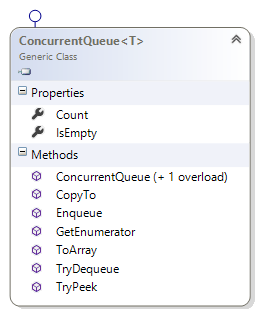 ConcurrentQueue<T>
Generic Class
Properties
Count
IsEmpty
Methods
ConcurrentQueue (+ 1 overload)
CopyTo
Enqueue
GetEnumerator
ToArray
TryDequeue
TryPeek